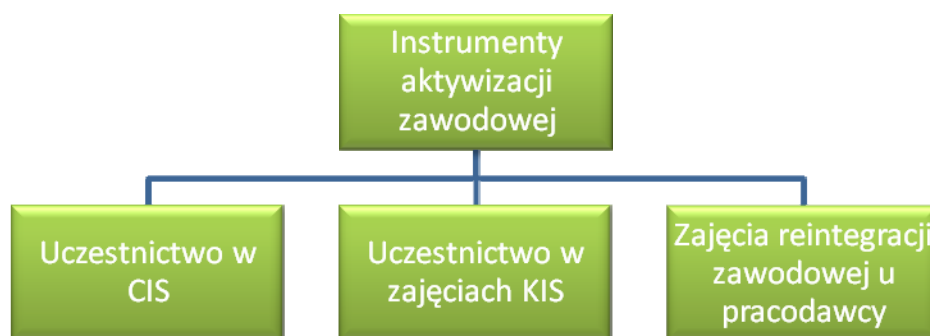 Instrumenty
aktywizacji
zawodowej
Uczestnictwo w
CIS
Uczestnictwo w
zajęciach KIS
Zajęcia reintegracji
zawodowej u
pracodawcy